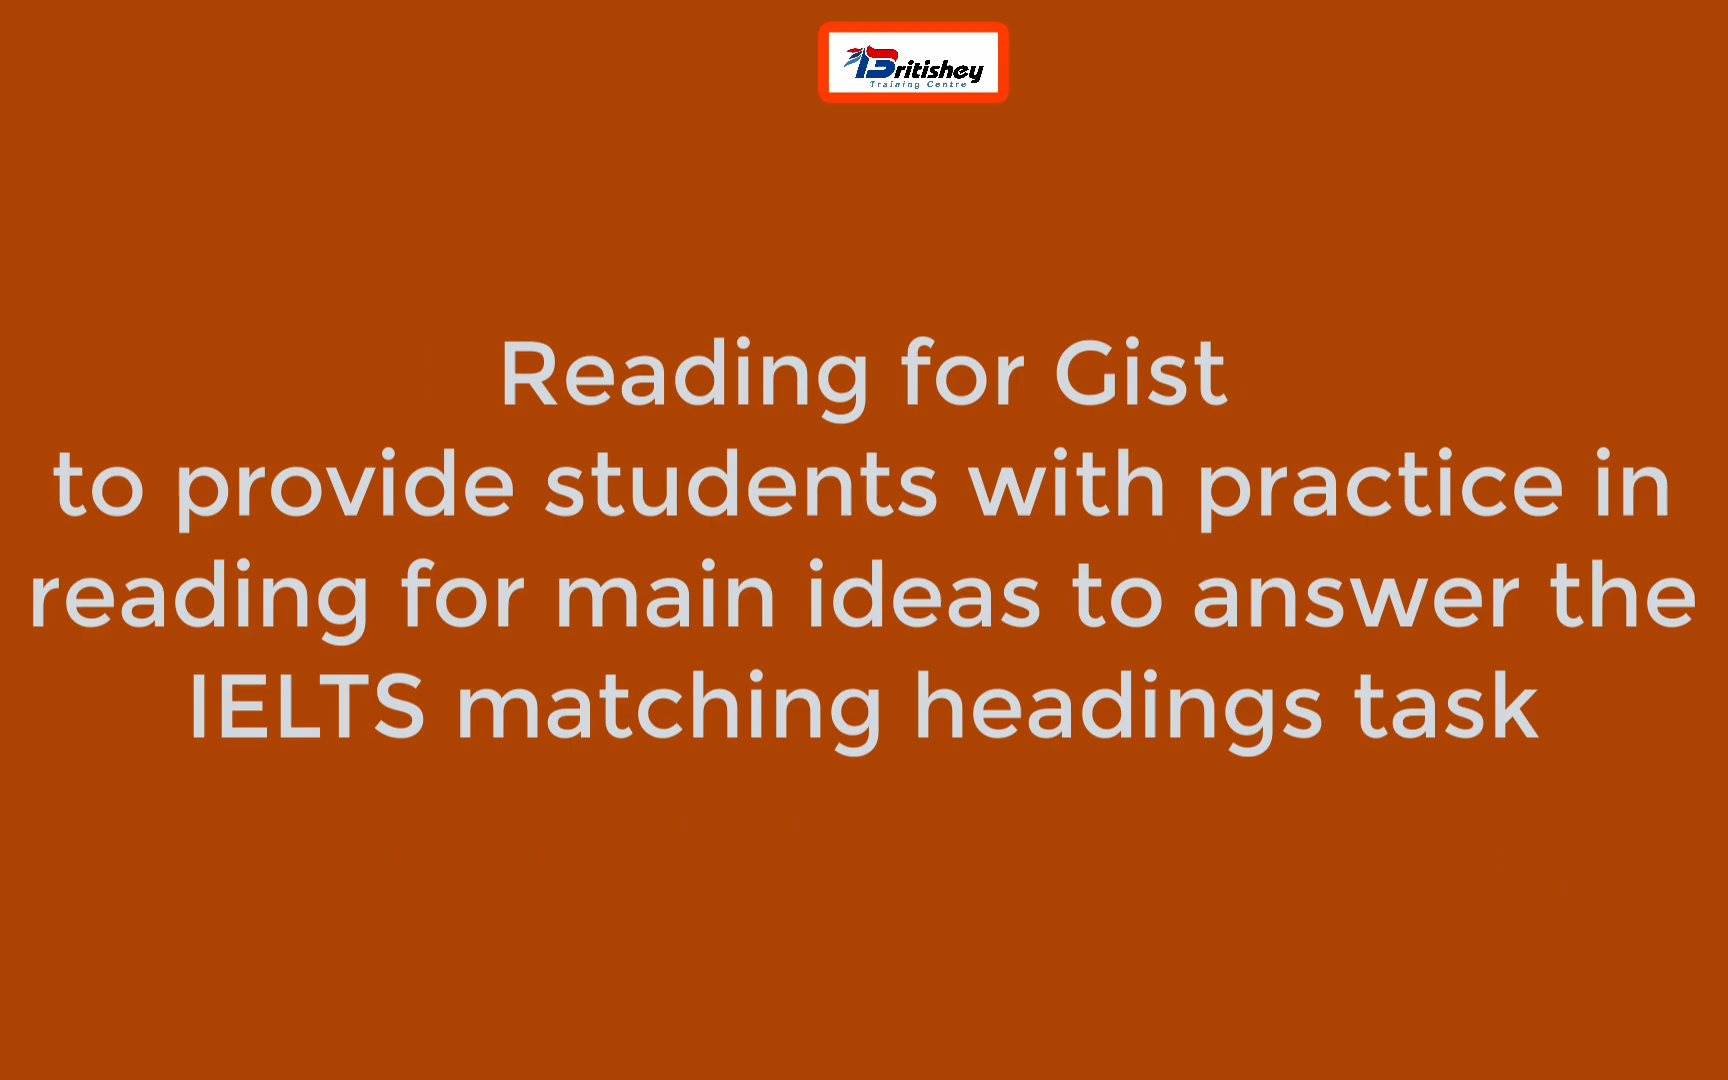 Britishey
Training Centre
Reading for Gist
to provide students with practice in
reading for main ideas to answer the
IELTS matching headings task